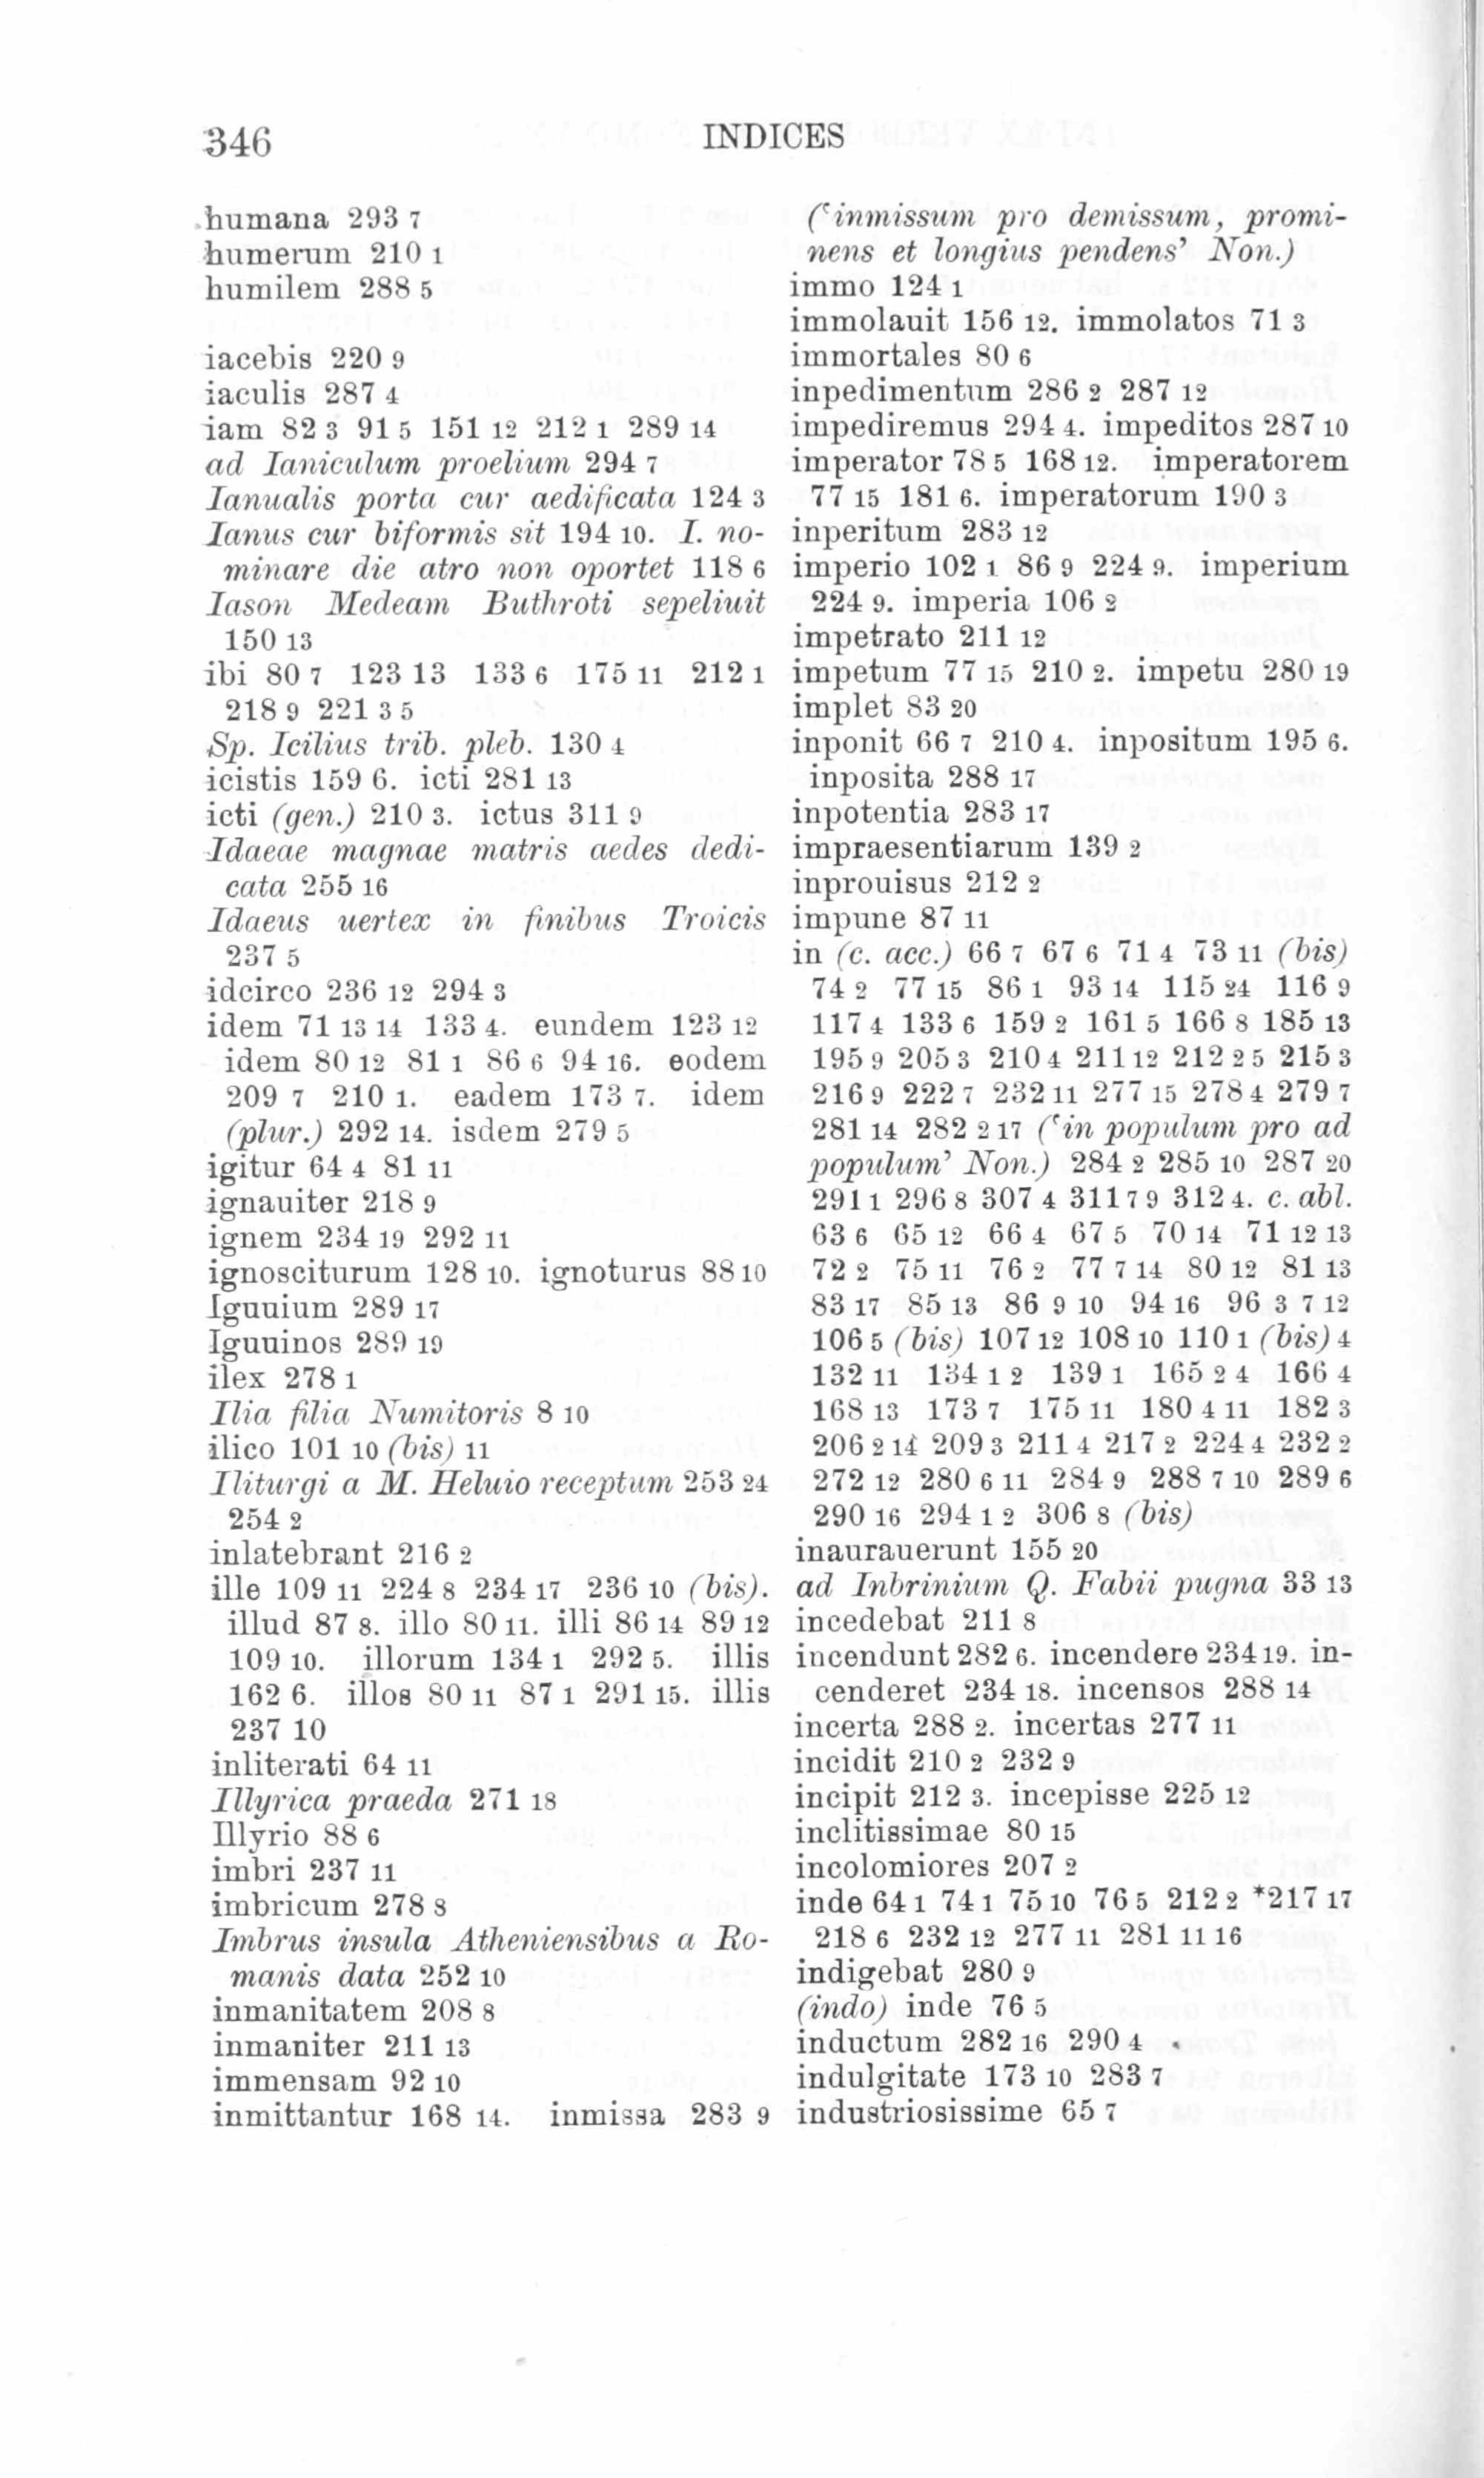 346 INDICES
humana 293 7
humerum 210 1
humilem 288 5
iacebis 220 9
iaculis 287 4
iam 82 3 91 5 151 12 212 1 289 14
ad Ianiculum proelium 294 7
Ianualis porta cur aedificata 124 3
Ianus cur biformis sit 194 10. I. no-
minare die atro non oportet 118 6
Iason Medeam Buthroti sepeliuit
150 13
ibi 80 7 123 13 133 6 175 11 212 1
218 9 221 3 5
Sp. Icilius trib. pleb. 130 4
icistis 159 6. icti 281 13
icti (gen.) 210 3. ictus 311 9
Idaeae magnae matris aedes dedi-
cata 255 16
Idaeus uertex in finibus Troicis
237 5
idcirco 236 12 294 3
idem 71 13 14 133 4. eundem 123 12
idem 80 12 81 1 86 6 94 16. eodem
209 7 210 1. eadem 173 7. idem
(plur.) 292 14. isdem 279 5
igitur 64 4 81 11
ignauiter 218 9
ignem 234 19 292 11
ignosciturum 128 10. ignoturus 88 10
Iguuium 289 17
Iguuinos 289 19
ilex 278 1
Ilia filia Numitoris 8 10
ilico 101 10 (bis) 11
Iliturgi a M. Heluio receptum 253 24
254 2
inlatebrant 216 2
ille 109 11 224 8 234 17 236 10 (bis).
illud 87 8. illo 80 11. illi 86 14 89 12
109 10. illorum 134 1 292 5. illis
162 6. illos 80 11 87 1 291 15. illis
237 10
inliterati 64 11
Illyrica praeda 271 18
Illyrio 88 6
imbri 237 11
imbricum 278 8
Imbrus insula Atheniensibus a Ro-
manis data 252 10
inmanitatem 208 8
inmaniter 211 13
immensam 92 10
inmittantur 168 14. inmissa 283 9
(‘inmissum pro demissum, promi-
nens et longius pendens’ Non.)
immo 124 1
immolauit 156 12. immolatos 71 3
immortales 80 6
inpedimentum 286 2 287 12
impediremus 294 4. impeditos 287 10
imperator 78 5 168 12. imperatorem
77 15 181 6. imperatorum 190 3
inperitum 283 12
imperio 102 1 86 9 224 9. imperium
224 9. imperia 106 2
impetrato 211 12
impetum 77 15 210 2. impetu 280 19
implet 83 20
inponit 66 7 210 4. inpositum 195 6.
inposita 288 17
inpotentia 283 17
impraesentiarum 139 2
inprouisus 212 2
impune 87 11
in (c. acc.) 66 7 67 6 71 4 73 11 (bis)
74 2 77 15 86 1 93 14 115 24 116 9
117 4 133 6 159 2 161 5 166 8 185 13
195 9 205 3 210 4 211 12 212 2 5 215 3
216 9 222 7 232 11 277 15 278 4 279 7
281 14 282 2 17 (‘in populum pro ad
populum’ Non.) 284 2 285 10 287 20
291 1 296 8 307 4 311 7 9 312 4. c. abl.
63 6 65 12 66 4 67 5 70 14 71 12 13
72 2 75 11 76 2 77 7 14 80 12 81 13
83 17 85 13 86 9 10 94 16 96 3 7 12
106 5 (bis) 107 12 108 10 110 1 (bis) 4
132 11 134 1 2 139 1 165 2 4 166 4
168 13 173 7 175 11 180 4 11 182 3
206 2 14 209 3 211 4 217 2 224 4 232 2
272 12 280 6 11 284 9 288 7 10 289 6
290 16 294 1 2 306 8 (bis)
inaurauerunt 155 20
ad Inbrinium Q. Fabii pugna 33 13
incedebat 211 8
incendunt 282 6. incendere 234 19. in-
cenderet 234 18. incensos 288 14
incerta 288 2. incertas 277 11
incidit 210 2 232 9
incipit 212 3. incepisse 225 12
inclitissimae 80 15
incolomiores 207 2
inde 64 1 74 1 75 10 76 5 212 2 *217 17
218 6 232 12 277 11 281 11 16
indigebat 280 9
(indo) inde 76 5
inductum 282 16 290 4
indulgitate 173 10 283 7
industriosissime 65 7